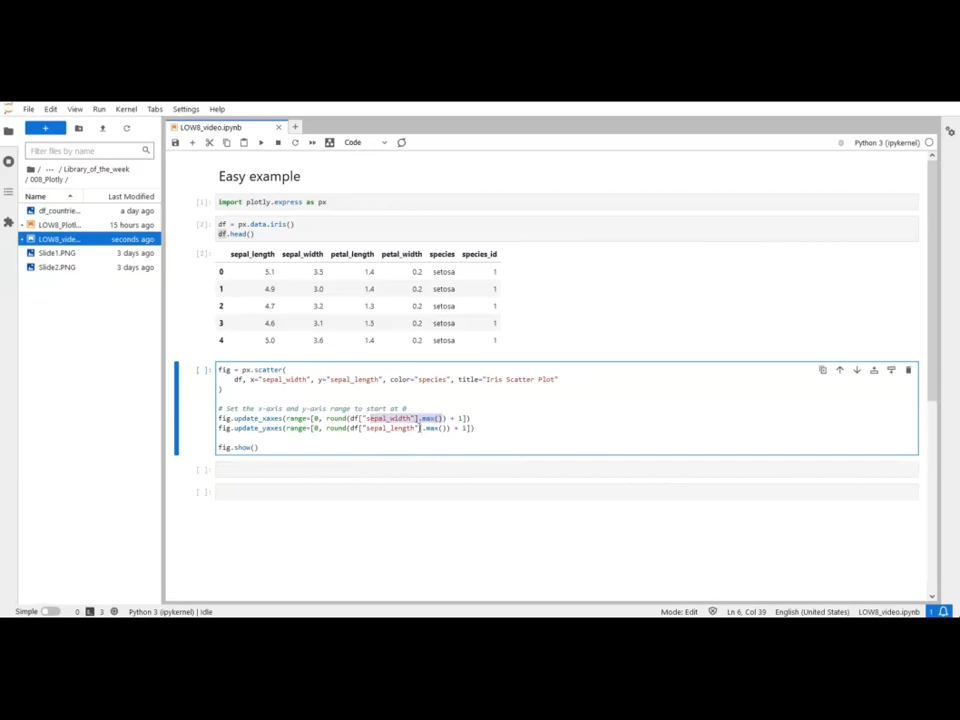 File Edit View Run Kernel Tabs Settings Help
LOW8_video.ipynb
Code
Python 3 (ipykernel)
Filter files by name
/ ··· / Library_of_the_week
/ 008_Plotly /
Name Last Modified
df_countrie... a day ago
LOW8_Plotl... 15 hours ago
LOW8_vide... seconds ago
Slide1.PNG 3 days ago
Slide2.PNG 3 days ago
Easy example
[1]: import plotly.express as px
[2]: df = px.data.iris()
df.head()
[2]: sepal_length sepal_width petal_length petal_width species species_id
0 5.1 3.5 1.4 0.2 setosa 1
1 4.9 3.0 1.4 0.2 setosa 1
2 4.7 3.2 1.3 0.2 setosa 1
3 4.6 3.1 1.5 0.2 setosa 1
4 5.0 3.6 1.4 0.2 setosa 1
[ ]: fig = px.scatter(
df, x="sepal_width", y="sepal_length", color="species", title="Iris Scatter Plot"
)
# Set the x-axis and y-axis range to start at 0
fig.update_xaxes(range=[0, round(df["sepal_width"].max()) + 1])
fig.update_yaxes(range=[0, round(df["sepal_length"].max()) + 1])
fig.show()
[ ]:
[ ]:
Simple 0 3 Python 3 (ipykernel) | Idle
Mode: Edit Ln 6, Col 39 English (United States) LOW8_video.ipynb 1